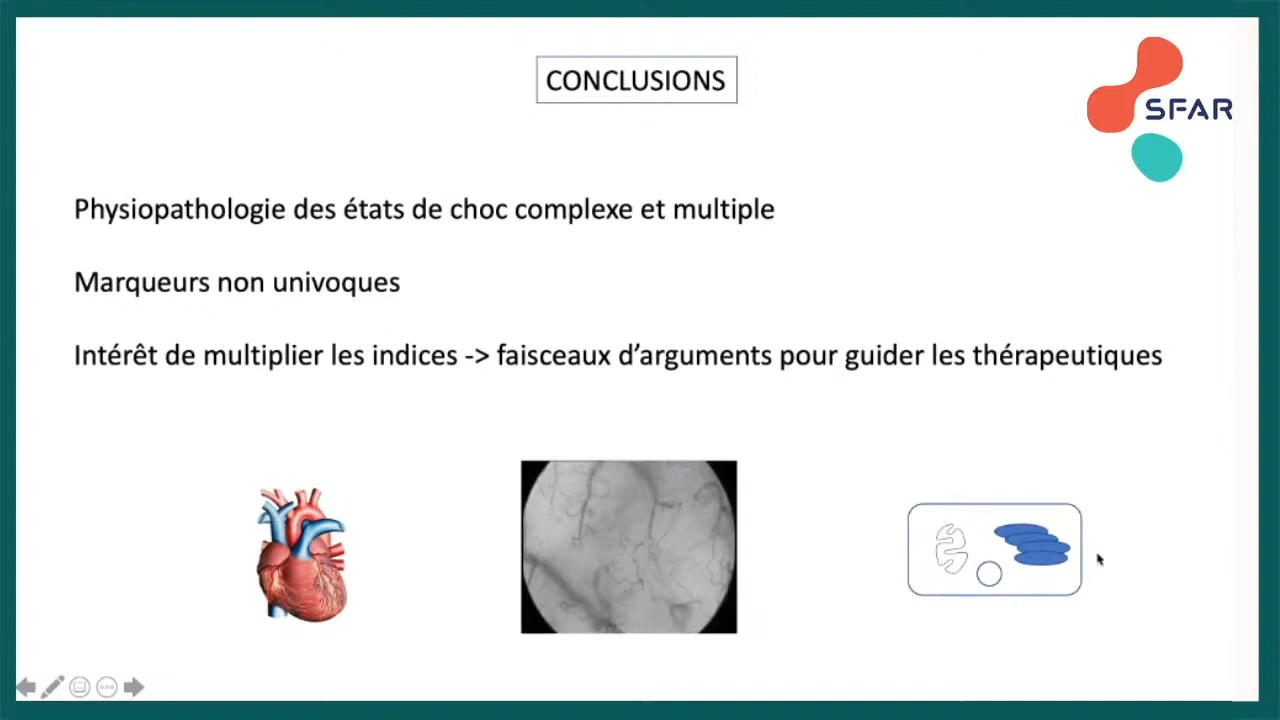 CONCLUSIONS
SFAR
Physiopathologie des états de choc complexe et multiple
Marqueurs non univoques
Intérêt de multiplier les indices -> faisceaux d’arguments pour guider les thérapeutiques